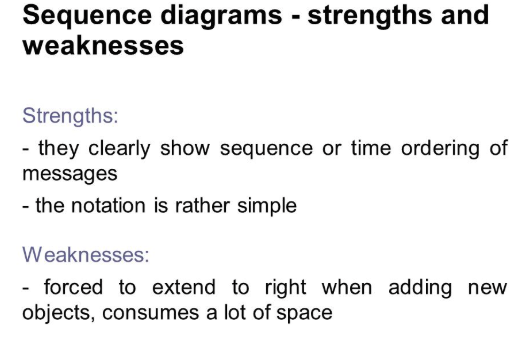 Sequence diagrams - strengths and
weaknesses
Strengths:
- they clearly show sequence or time ordering of
messages
- the notation is rather simple
Weaknesses:
- forced to extend to right when adding new
objects, consumes a lot of space